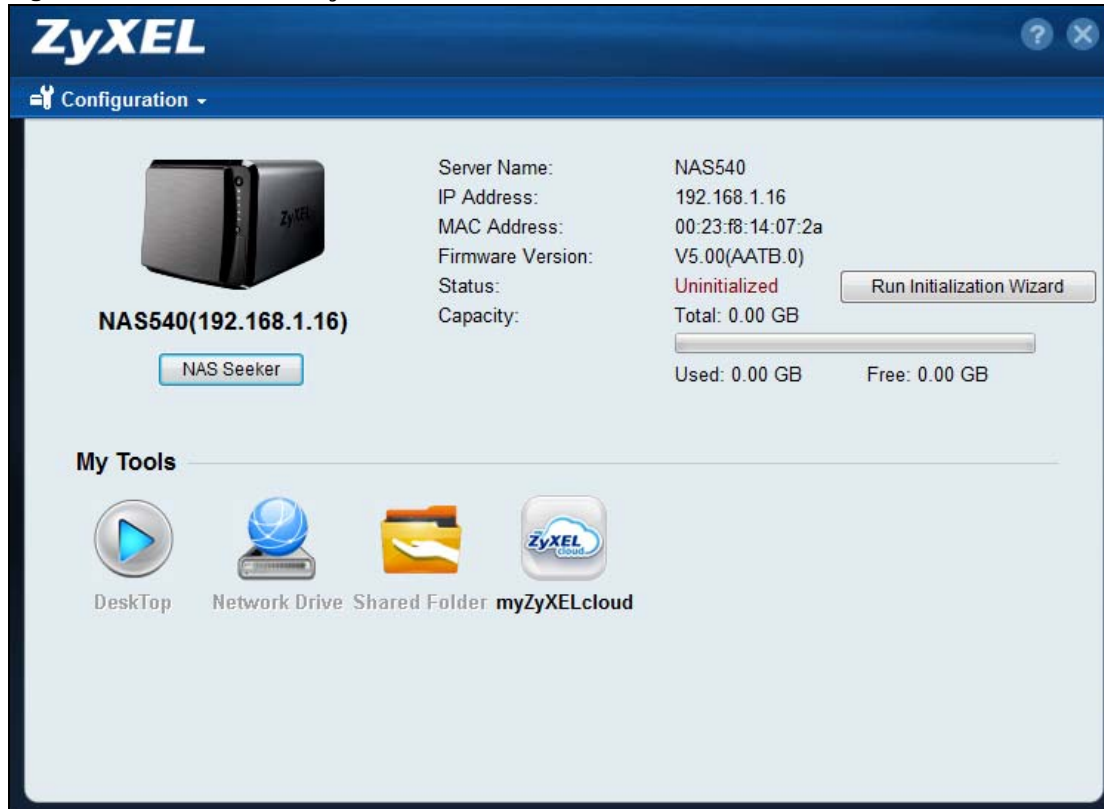 ZyXEL
Configuration
ZyXEL
NAS540(192.168.1.16)
NAS Seeker
Server Name: NAS540
IP Address: 192.168.1.16
MAC Address: 00:23:f8:14:07:2a
Firmware Version: V5.00(AATB.0)
Status: Uninitialized Run Initialization Wizard
Capacity: Total: 0.00 GB
Used: 0.00 GB Free: 0.00 GB
My Tools
ZyXEL
cloud
DeskTop Network Drive Shared Folder myZyXELcloud